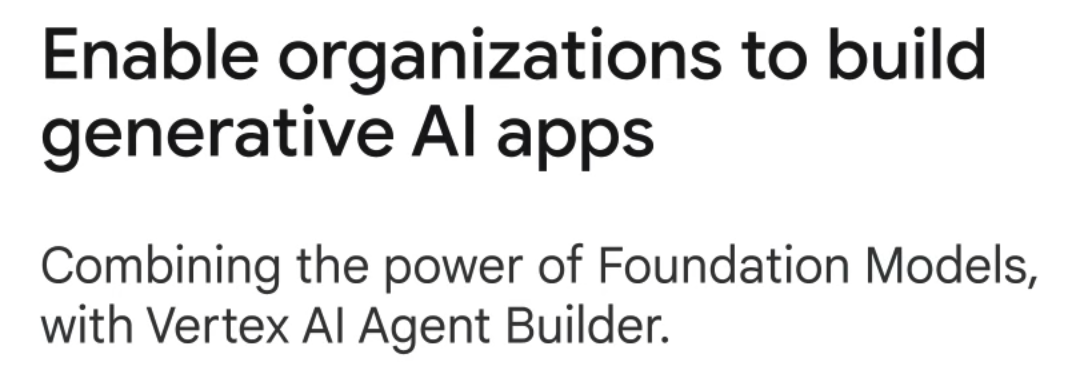 Enable organizations to build
generative AI apps
Combining the power of Foundation Models,
with Vertex AI Agent Builder.